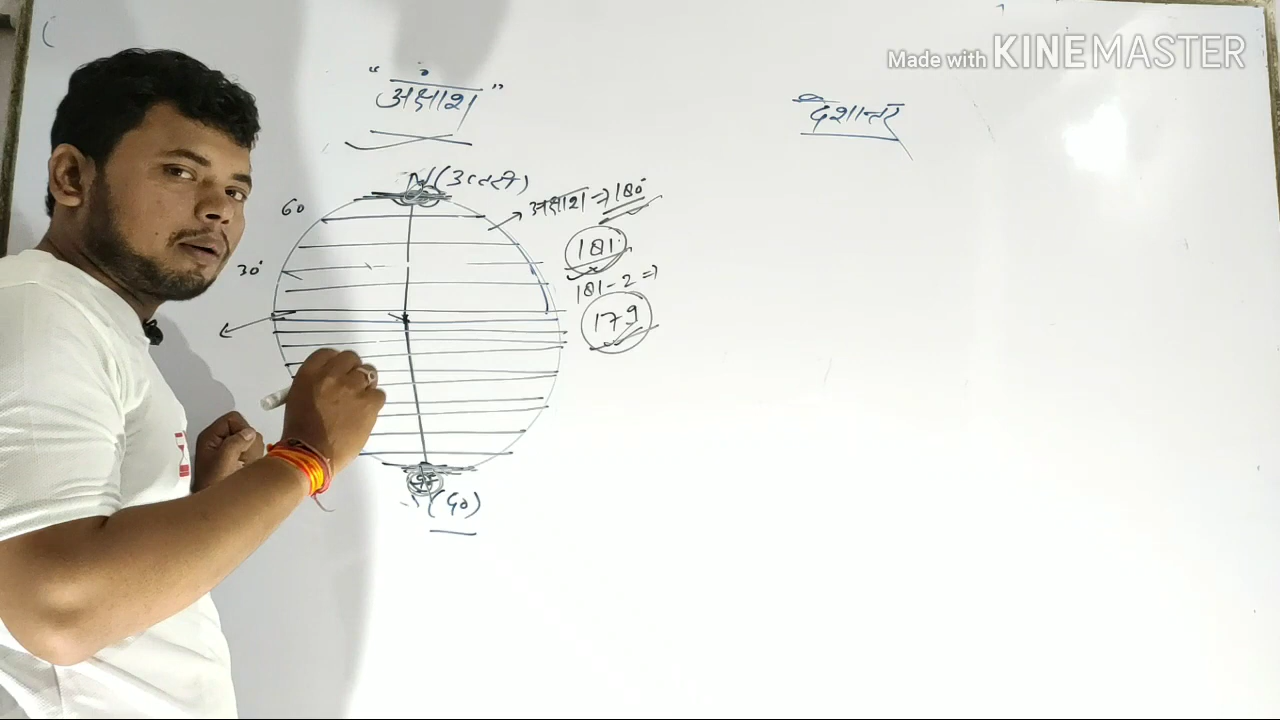 Made with KINEMASTER
"अक्षांश"
देशान्तर
N (उत्तरी)
60
अक्षांश → 180°
181
30°
181-2 ⇒
179
(द०)